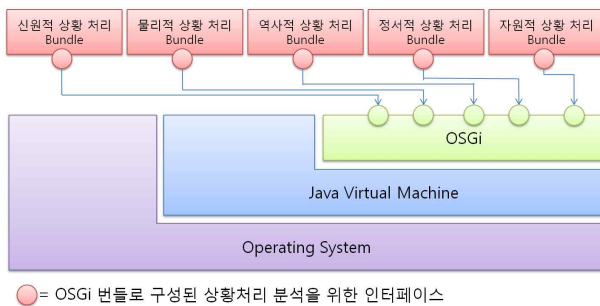 신원적 상황 처리
Bundle
물리적 상황 처리
Bundle
역사적 상황 처리
Bundle
정서적 상황 처리
Bundle
자원적 상황 처리
Bundle
OSGi
Java Virtual Machine
Operating System
= OSGi 번들로 구성된 상황처리 분석을 위한 인터페이스